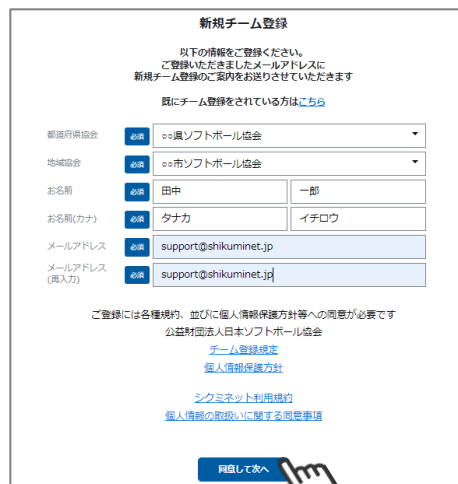 新規チーム登録
以下の情報をご登録ください。
ご登録いただきましたメールアドレスに
新規チーム登録のご案内をお送りさせていただきます
既にチーム登録をされている方はこちら
都道府県協会 必須 ○○県ソフトボール協会
地域協会 必須 ○○市ソフトボール協会
お名前 必須 田中 一郎
お名前(カナ) 必須 タナカ イチロウ
メールアドレス 必須 support@shikuminet.jp
メールアドレス
(再入力) 必須 support@shikuminet.jp
ご登録には各種規約、並びに個人情報保護方針等への同意が必要です
公益財団法人日本ソフトボール協会
チーム登録規定
個人情報保護方針
シクミネット利用規約
個人情報の取扱いに関する同意事項
同意して次へ